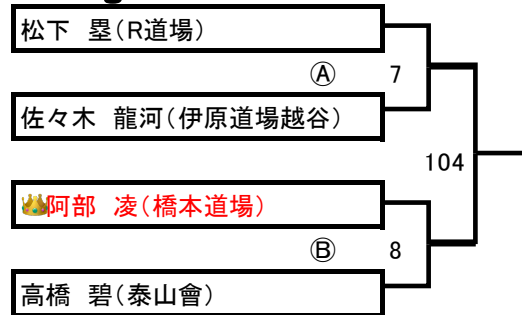 松下　塁（R道場）
Ⓐ 7
佐々木　龍河（伊原道場越谷）
104
阿部　凌（橋本道場）
Ⓑ 8
高橋　碧（泰山會）